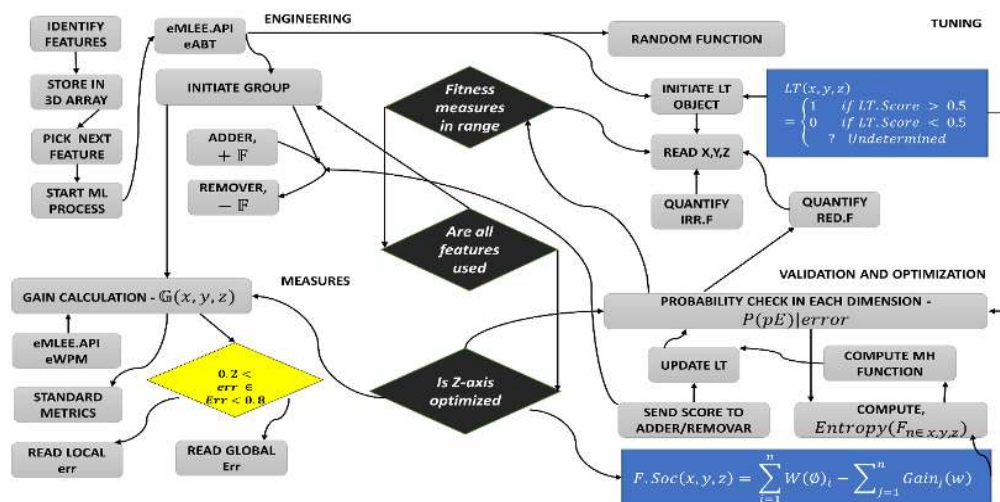 IDENTIFY
FEATURES
STORE IN
3D ARRAY
PICK NEXT
FEATURE
START ML
PROCESS
ENGINEERING
eMLEE.API
eABT
INITIATE GROUP
ADDER,
+ 𝔽
REMOVER,
− 𝔽
Fitness
measures
in range
Are all
features
used
Is Z-axis
optimized
TUNING
RANDOM FUNCTION
INITIATE LT
OBJECT
READ X,Y,Z
QUANTIFY
IRR.F
QUANTIFY
RED.F
LT(x, y, z)
= { 1 if LT.Score > 0.5
0 if LT.Score < 0.5
? Undetermined
MEASURES
GAIN CALCULATION - 𝔾(x, y, z)
eMLEE.API
eWPM
STANDARD
METRICS
0.2 <
err ∈
Err < 0.8
READ LOCAL
err
READ GLOBAL
Err
VALIDATION AND OPTIMIZATION
PROBABILITY CHECK IN EACH DIMENSION -
P(pE)|error
UPDATE LT
COMPUTE MH
FUNCTION
SEND SCORE TO
ADDER/REMOVAR
COMPUTE,
Entropy(F_{n∈x,y,z})
F.Soc(x, y, z) = ∑_{i=1}^{n} W(∅)_i − ∑_{j=1}^{n} Gain_j(w)